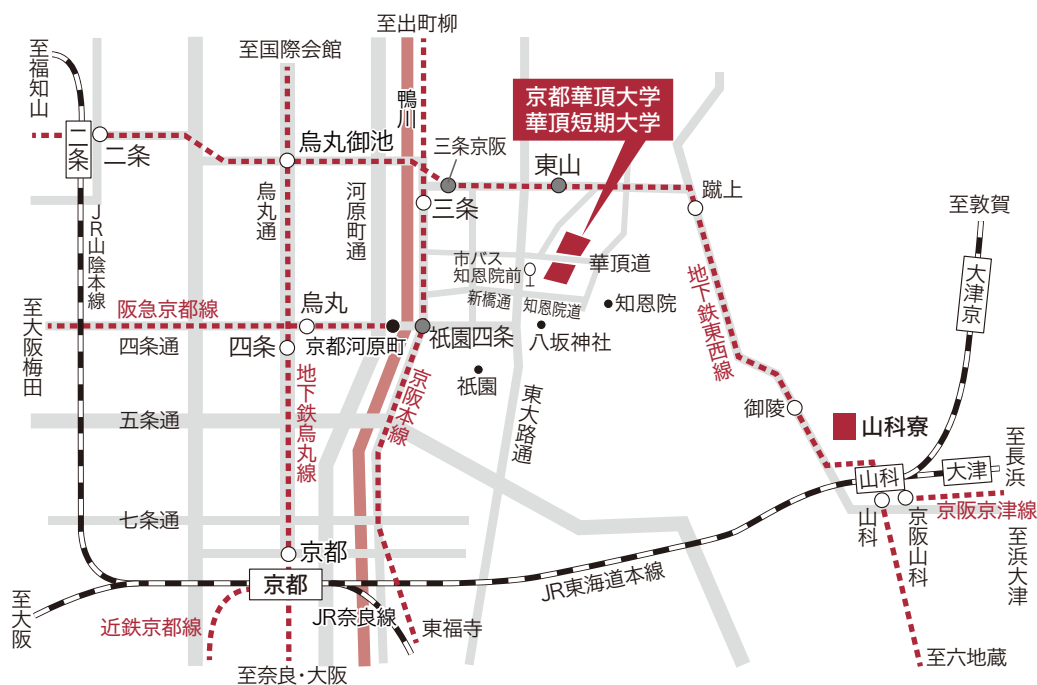 至出町柳
至国際会館
至福知山
鴨川
京都華頂大学
華頂短期大学
二条
二条
烏丸御池
三条京阪
東山
蹴上
烏丸通
河原町通
三条
至敦賀
JR山陰本線
市バス
知恩院前
華頂道
地下鉄東西線
大津京
新橋通
知恩院道
知恩院
至大阪梅田
阪急京都線
烏丸
四条通
四条
京都河原町
祇園四条
八坂神社
地下鉄烏丸線
京阪本線
祇園
東大路通
御陵
五条通
山科寮
至長浜
山科
大津
七条通
山科
京阪山科
京阪京津線
至浜大津
京都
京都
JR東海道本線
至大阪
近鉄京都線
JR奈良線
東福寺
至六地蔵
至奈良・大阪